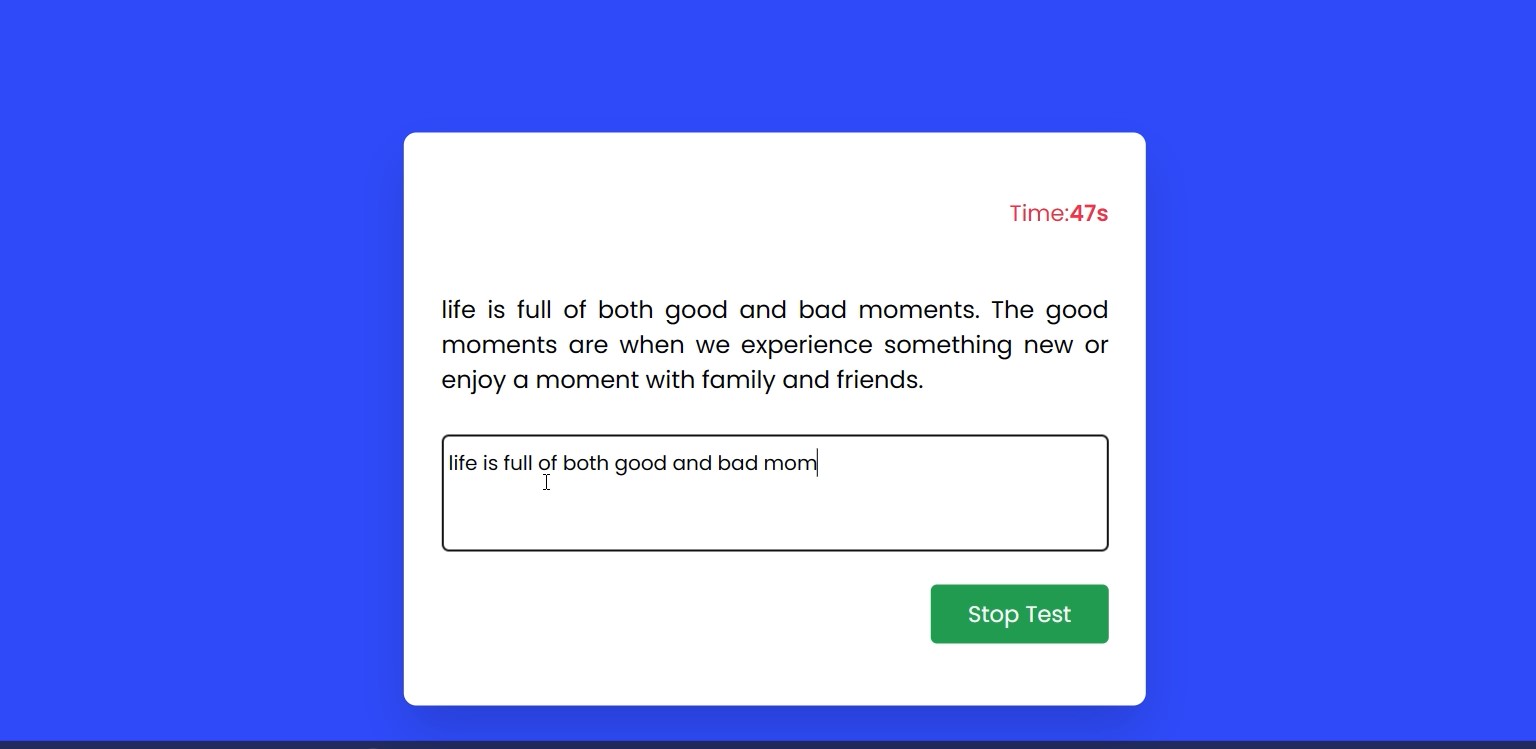 Time:47s
life is full of both good and bad moments. The good
moments are when we experience something new or
enjoy a moment with family and friends.
life is full of both good and bad mom
Stop Test